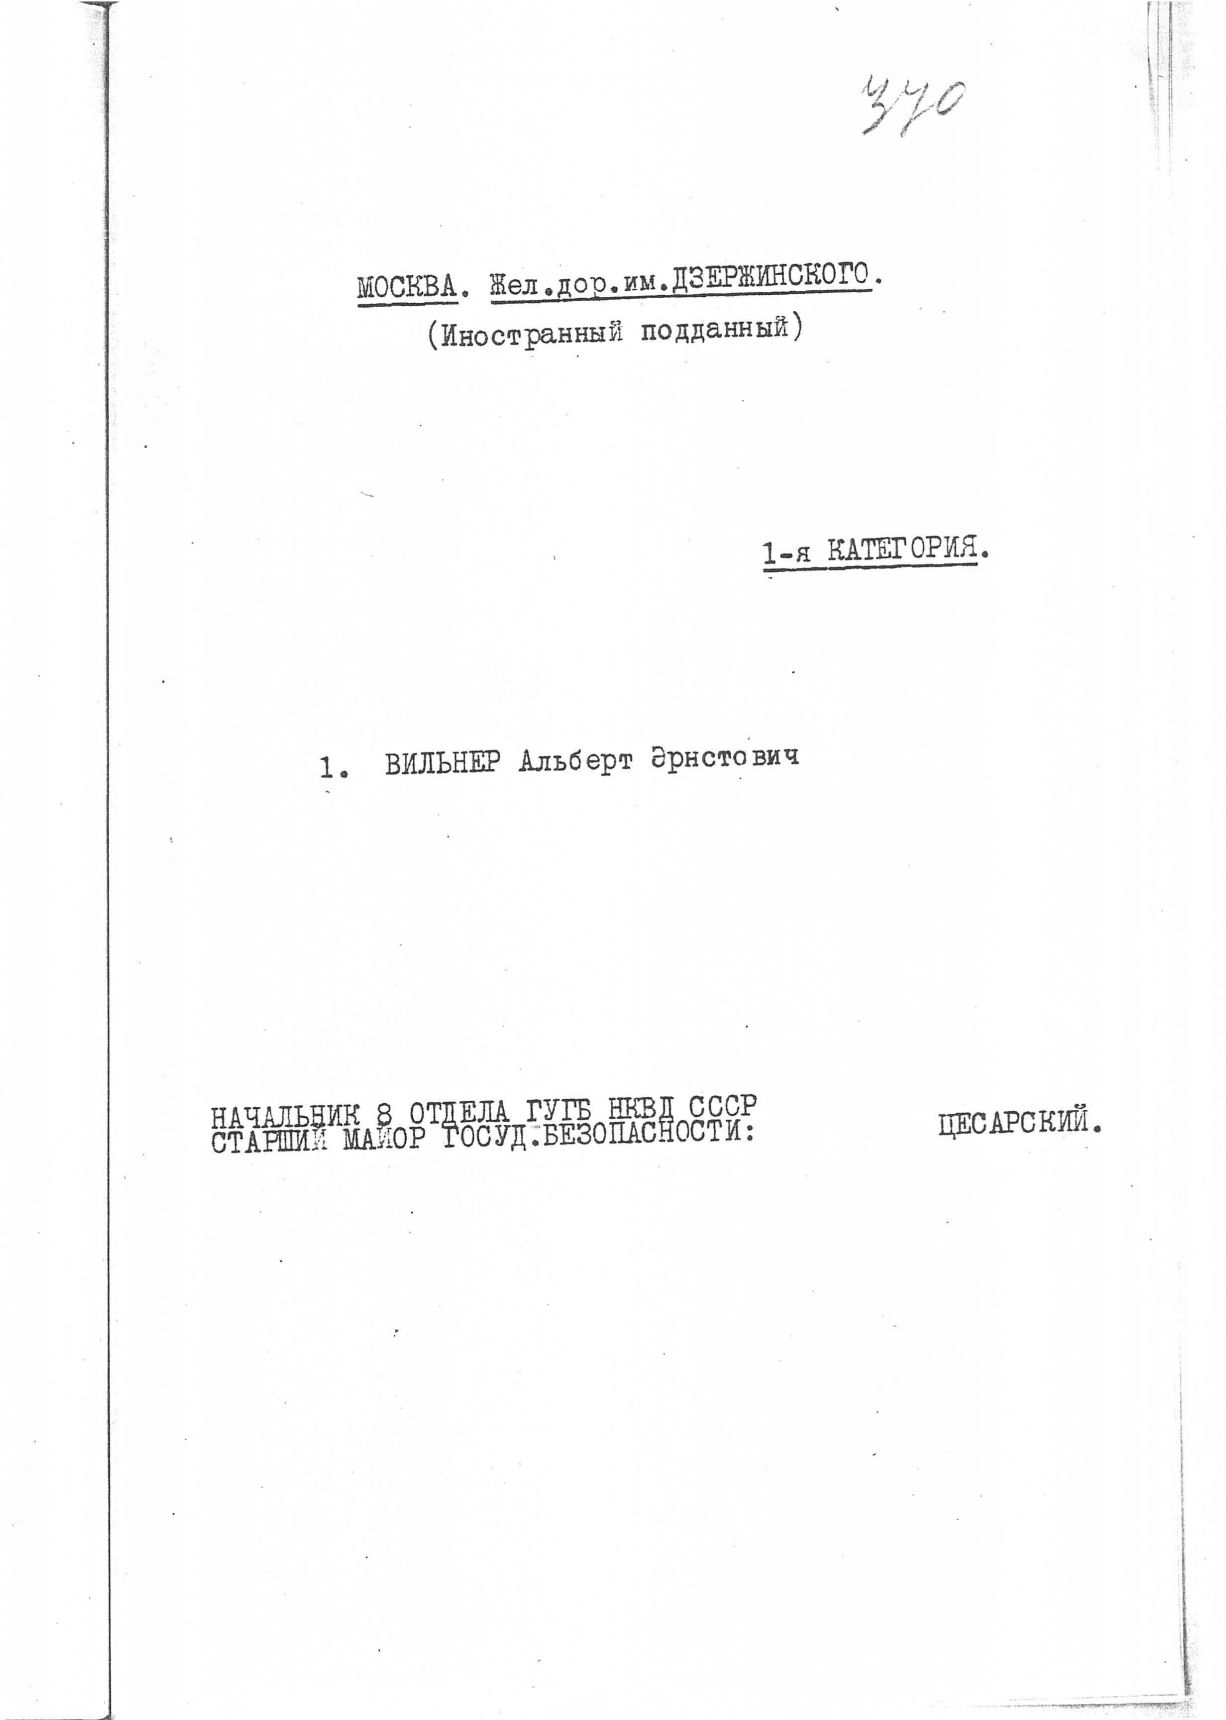 370
МОСКВА. Жел.дор.им.ДЗЕРЖИНСКОГО.
(Иностранный подданный)
1-я КАТЕГОРИЯ.
1. ВИЛЬНЕР Альберт Эрнстович
НАЧАЛЬНИК 8 ОТДЕЛА ГУГБ НКВД СССР
СТАРШИЙ МАЙОР ГОСУД.БЕЗОПАСНОСТИ: ЦЕСАРСКИЙ.